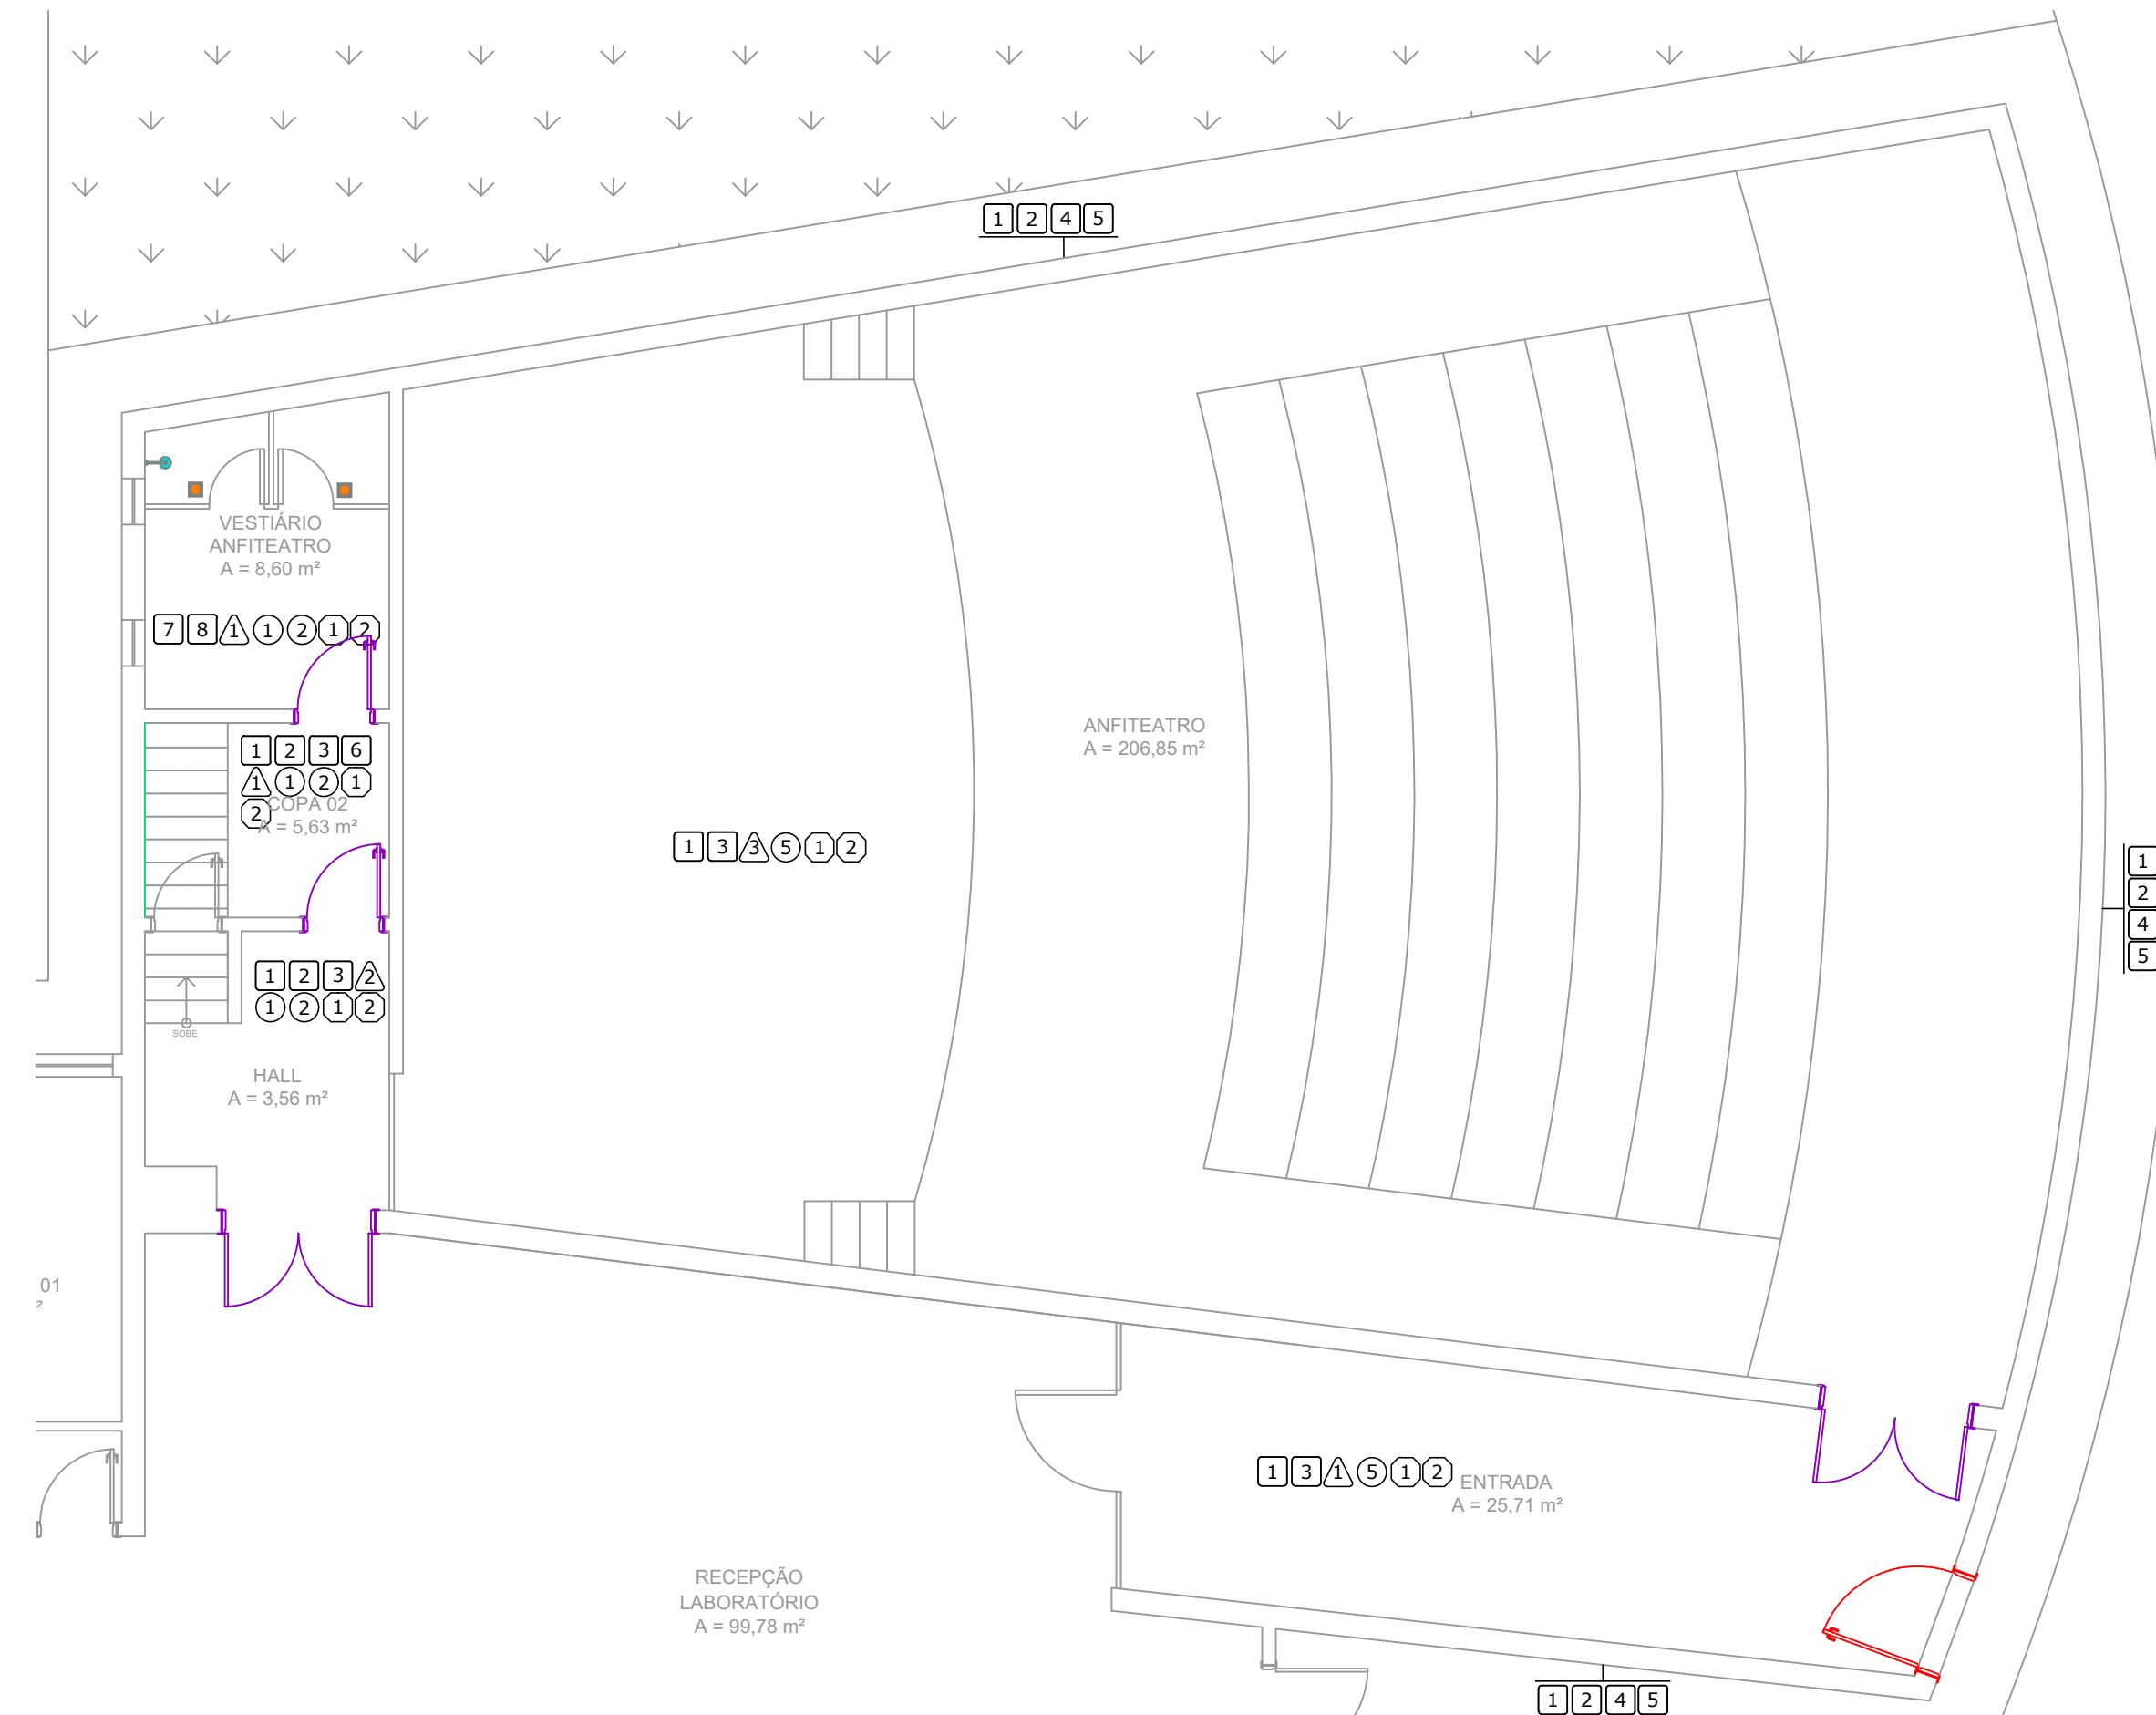 1 2 4 5
VESTIÁRIO
ANFITEATRO
A = 8,60 m²
7 8 1 1 2 1 2
1 2 3 6
1 1 2 1
2
COPA 02
A = 5,63 m²
ANFITEATRO
A = 206,85 m²
1 3 3 5 1 2
1
2
4
5
1 2 3 2
1 2 1 2
SOBE
HALL
A = 3,56 m²
01
²
1 3 1 5 1 2
ENTRADA
A = 25,71 m²
RECEPÇÃO
LABORATÓRIO
A = 99,78 m²
1 2 4 5